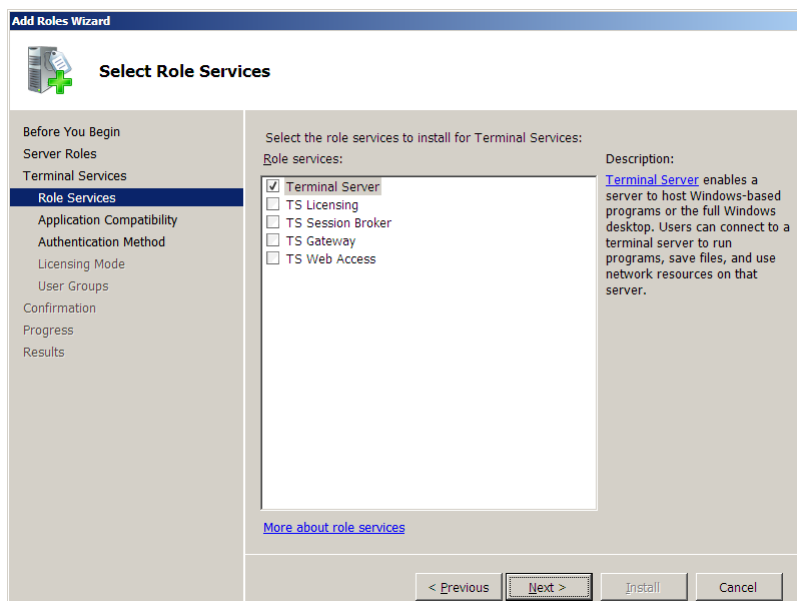 Add Roles Wizard
Select Role Services
Before You Begin
Server Roles
Terminal Services
Role Services
Application Compatibility
Authentication Method
Licensing Mode
User Groups
Confirmation
Progress
Results
Select the role services to install for Terminal Services:
Role services:
Terminal Server
TS Licensing
TS Session Broker
TS Gateway
TS Web Access
More about role services
Description:
Terminal Server enables a
server to host Windows-based
programs or the full Windows
desktop. Users can connect to a
terminal server to run
programs, save files, and use
network resources on that
server.
< Previous
Next >
Install
Cancel